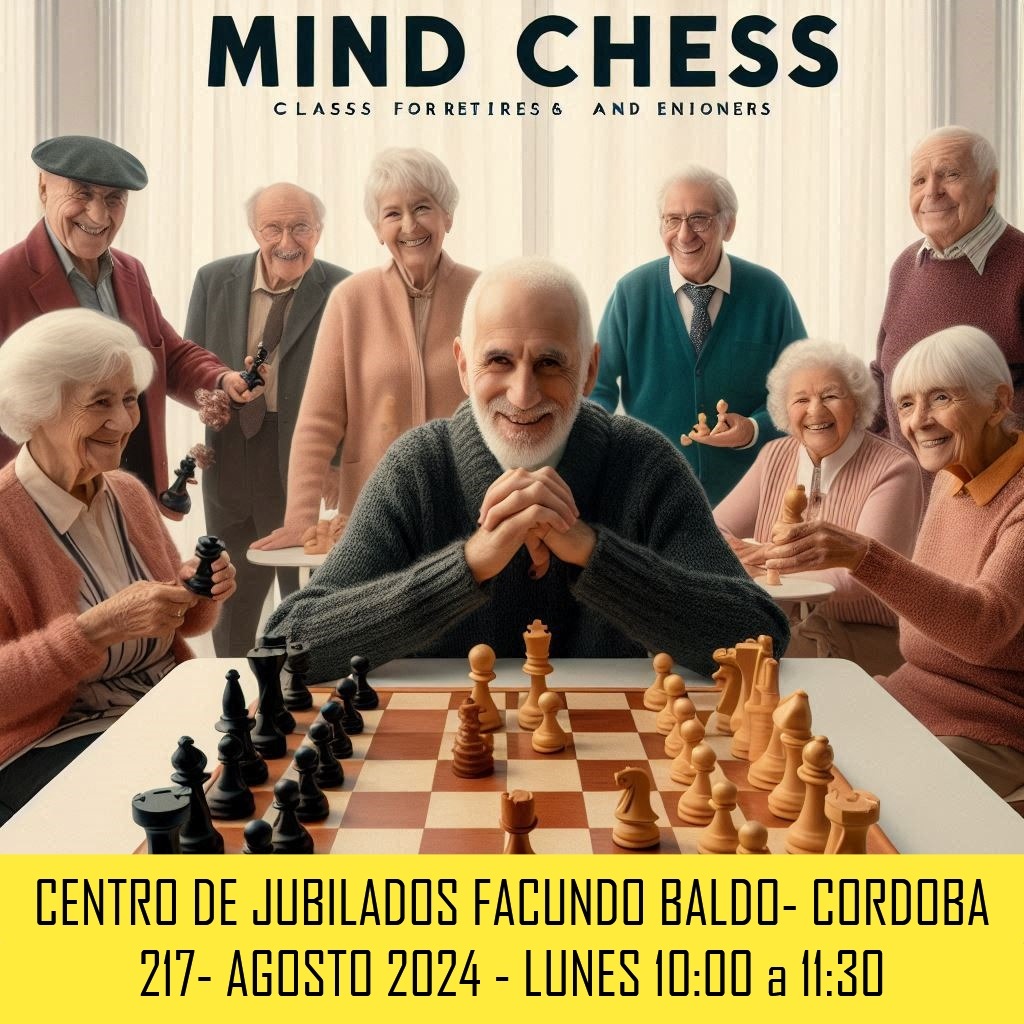 MIND CHESS
CLASSS FORRETIRES & AND ENIONERS
CENTRO DE JUBILADOS FACUNDO BALDO- CORDOBA
217- AGOSTO 2024 - LUNES 10:00 a 11:30